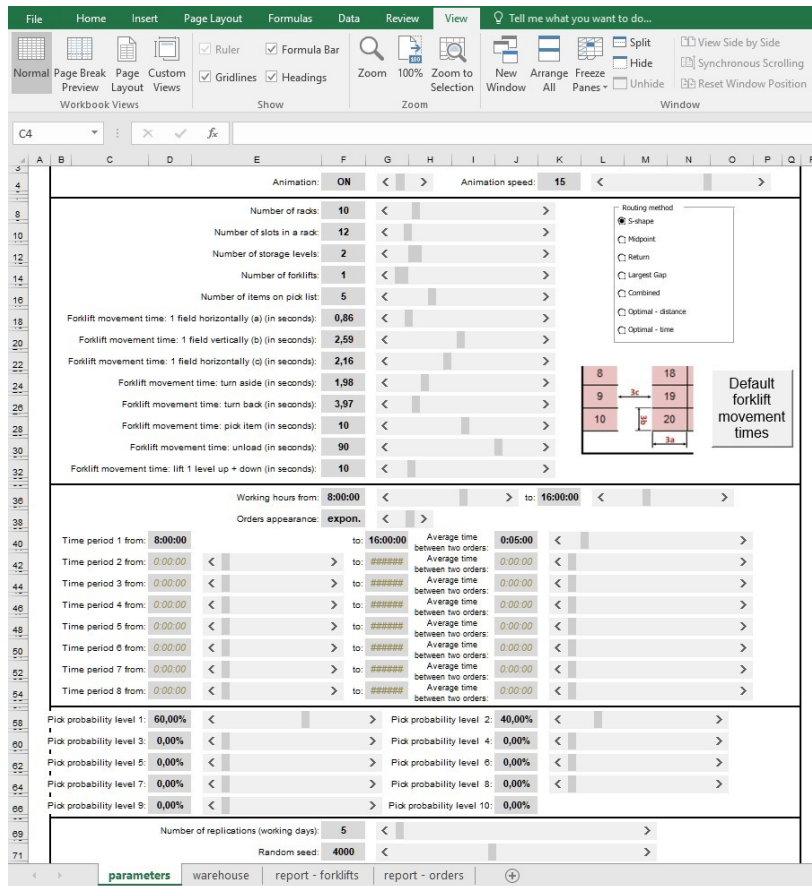 File Home Insert Page Layout Formulas Data Review View Tell me what you want to do...
Normal Page Break Preview Page Layout Custom Views
Workbook Views
Ruler Formula Bar
Gridlines Headings
Show
Zoom 100% Zoom to Selection
Zoom
New Window Arrange All Freeze Panes
Split
Hide
Unhide
View Side by Side
Synchronous Scrolling
Reset Window Position
Window
C4 fx
A B C D E F G H I J K L M N O P Q
Animation: ON Animation speed: 15
Number of racks: 10
Number of slots in a rack: 12
Number of storage levels: 2
Number of forklifts: 1
Number of items on pick list: 5
Forklift movement time: 1 field horizontally (a) (in seconds): 0,86
Forklift movement time: 1 field vertically (b) (in seconds): 2,59
Forklift movement time: 1 field horizontally (c) (in seconds): 2,16
Forklift movement time: turn aside (in seconds): 1,98
Forklift movement time: turn back (in seconds): 3,97
Forklift movement time: pick item (in seconds): 10
Forklift movement time: unload (in seconds): 90
Forklift movement time: lift 1 level up + down (in seconds): 10
Routing method
S-shape
Midpoint
Return
Largest Gap
Combined
Optimal - distance
Optimal - time
8 18
9 3c 19
10 3b 20
3a
Default
forklift
movement
times
Working hours from: 8:00:00 to: 16:00:00
Orders appearance: expon.
Time period 1 from: 8:00:00 to: 16:00:00 Average time between two orders: 0:05:00
Time period 2 from: 0:00:00 to: ###### Average time between two orders: 0:00:00
Time period 3 from: 0:00:00 to: ###### Average time between two orders: 0:00:00
Time period 4 from: 0:00:00 to: ###### Average time between two orders: 0:00:00
Time period 5 from: 0:00:00 to: ###### Average time between two orders: 0:00:00
Time period 6 from: 0:00:00 to: ###### Average time between two orders: 0:00:00
Time period 7 from: 0:00:00 to: ###### Average time between two orders: 0:00:00
Time period 8 from: 0:00:00 to: ###### Average time between two orders: 0:00:00
Pick probability level 1: 60,00% Pick probability level 2: 40,00%
Pick probability level 3: 0,00% Pick probability level 4: 0,00%
Pick probability level 5: 0,00% Pick probability level 6: 0,00%
Pick probability level 7: 0,00% Pick probability level 8: 0,00%
Pick probability level 9: 0,00% Pick probability level 10: 0,00%
Number of replications (working days): 5
Random seed: 4000
parameters warehouse report - forklifts report - orders